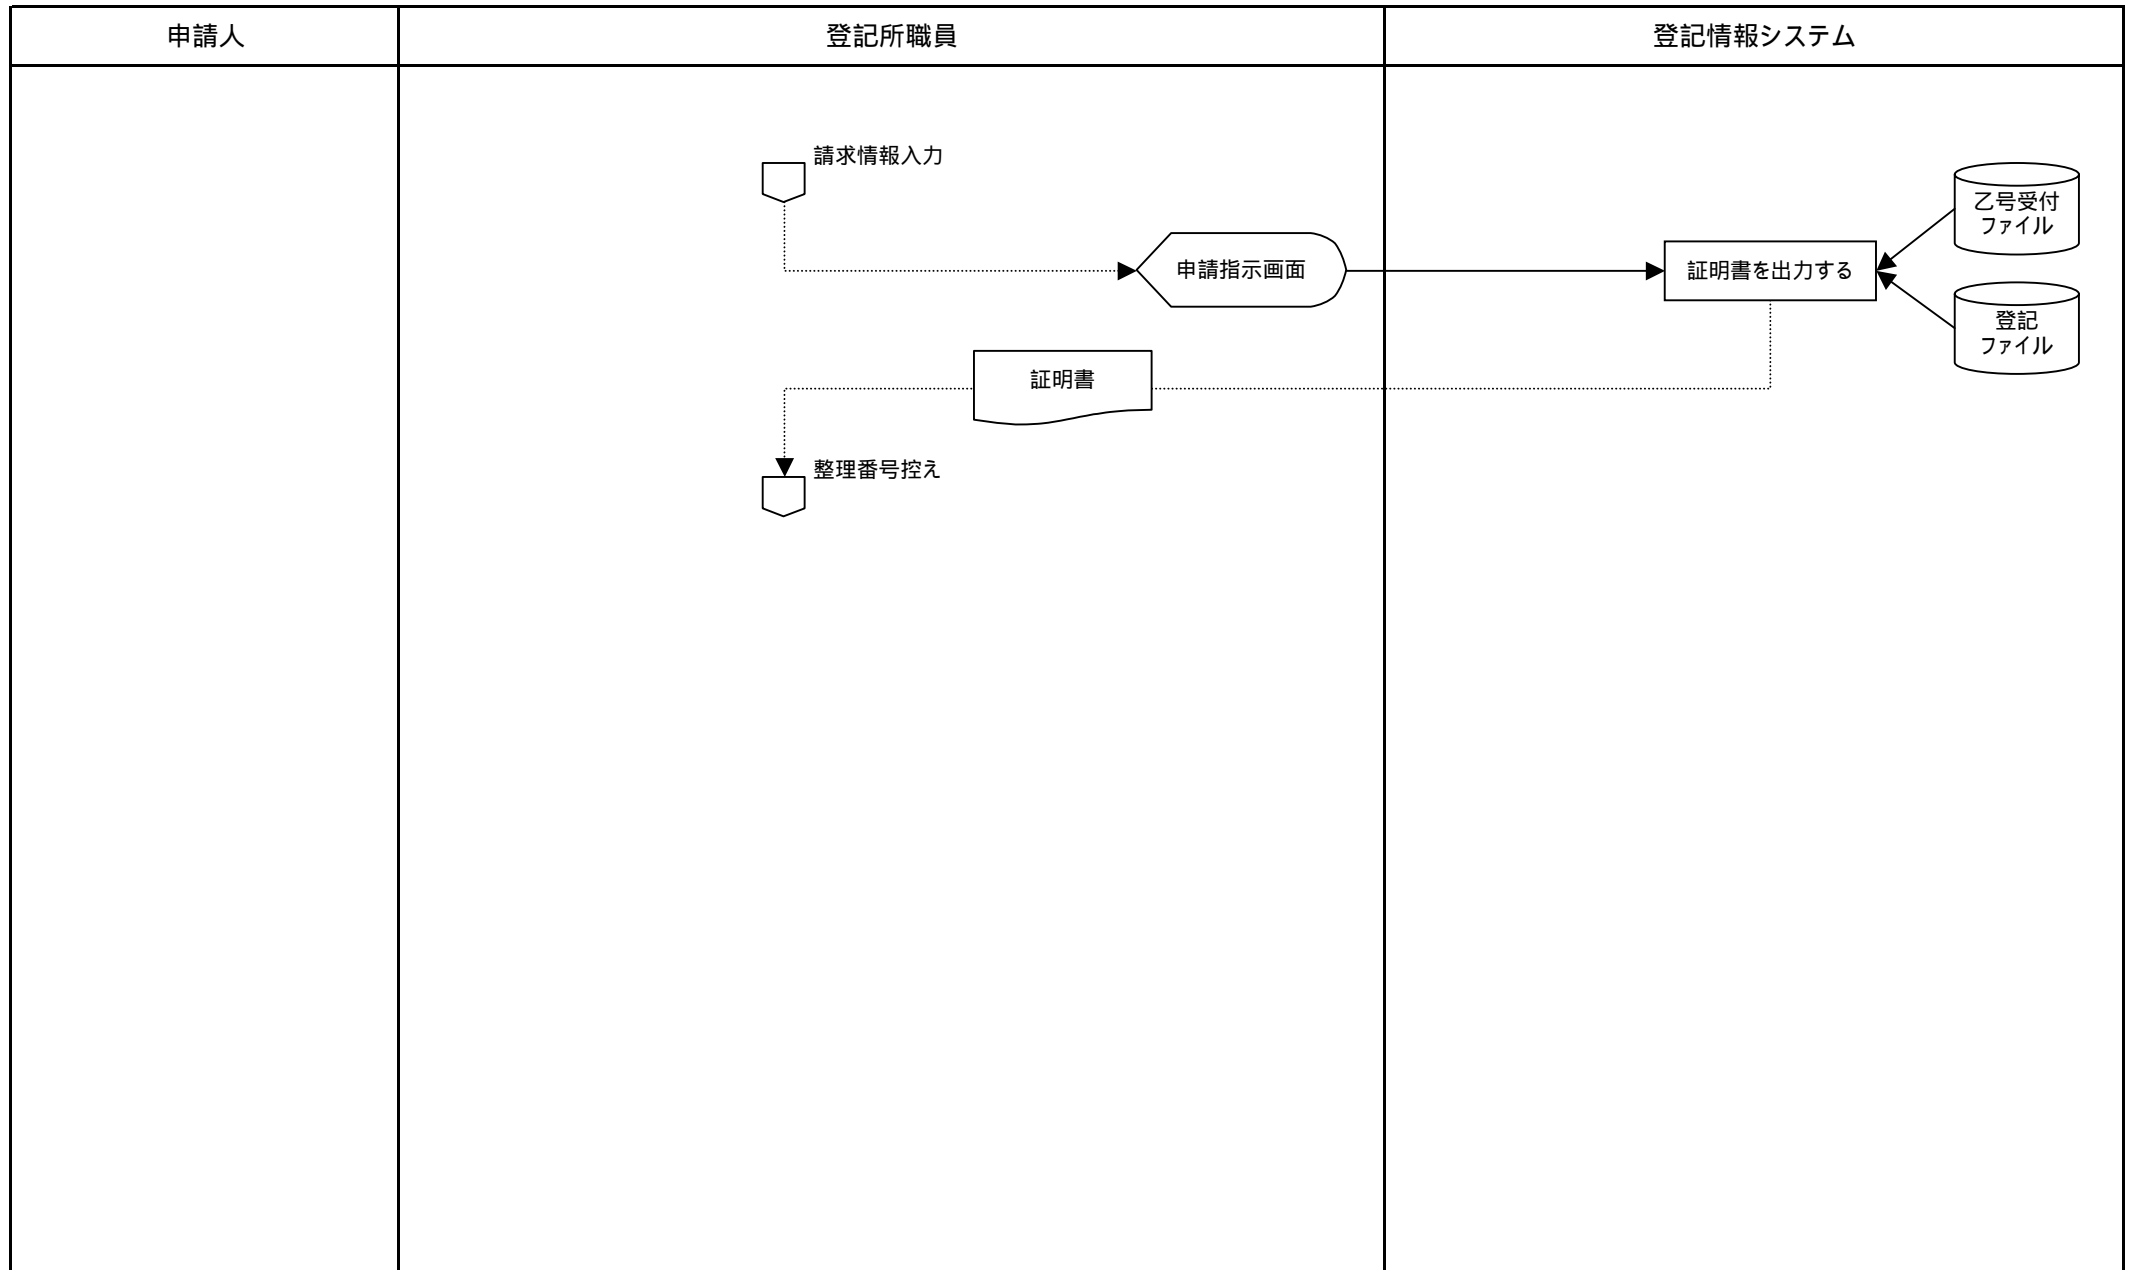 申請人
登記所職員
登記情報システム
請求情報入力
乙号受付
ファイル
申請指示画面
証明書を出力する
登記
ファイル
証明書
整理番号控え